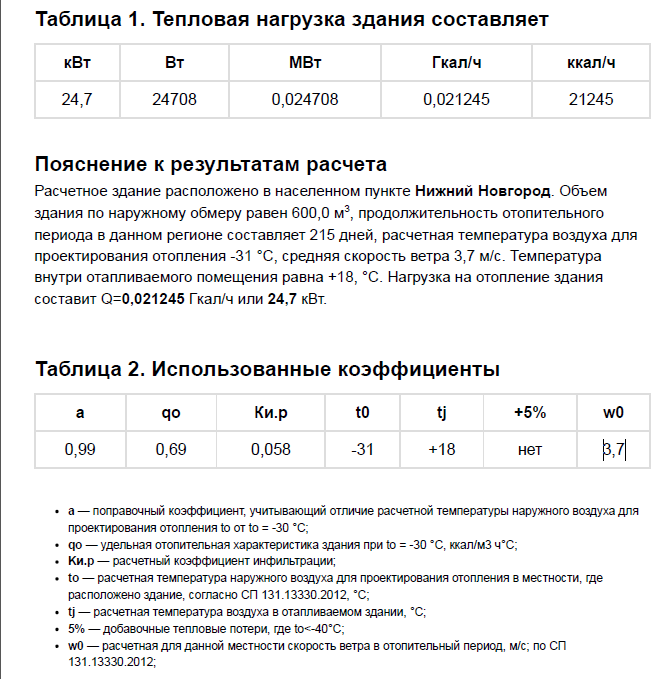 Таблица 1. Тепловая нагрузка здания составляет
кВт Вт МВт Гкал/ч ккал/ч
24,7 24708 0,024708 0,021245 21245
Пояснение к результатам расчета
Расчетное здание расположено в населенном пункте Нижний Новгород. Объем
здания по наружному обмеру равен 600,0 м³, продолжительность отопительного
периода в данном регионе составляет 215 дней, расчетная температура воздуха для
проектирования отопления -31 °С, средняя скорость ветра 3,7 м/с. Температура
внутри отапливаемого помещения равна +18, °С. Нагрузка на отопление здания
составит Q=0,021245 Гкал/ч или 24,7 кВт.
Таблица 2. Использованные коэффициенты
a qo Ки.р t0 tj +5% w0
0,99 0,69 0,058 -31 +18 нет 3,7
• a — поправочный коэффициент, учитывающий отличие расчетной температуры наружного воздуха для
проектирования отопления to от to = -30 °С;
• qo — удельная отопительная характеристика здания при to = -30 °С, ккал/м3 ч°С;
• Ки.р — расчетный коэффициент инфильтрации;
• to — расчетная температура наружного воздуха для проектирования отопления в местности, где
расположено здание, согласно СП 131.13330.2012, °С;
• tj — расчетная температура воздуха в отапливаемом здании, °С;
• 5% — добавочные тепловые потери, где to<-40°С;
• w0 — расчетная для данной местности скорость ветра в отопительный период, м/с; по СП
131.13330.2012;